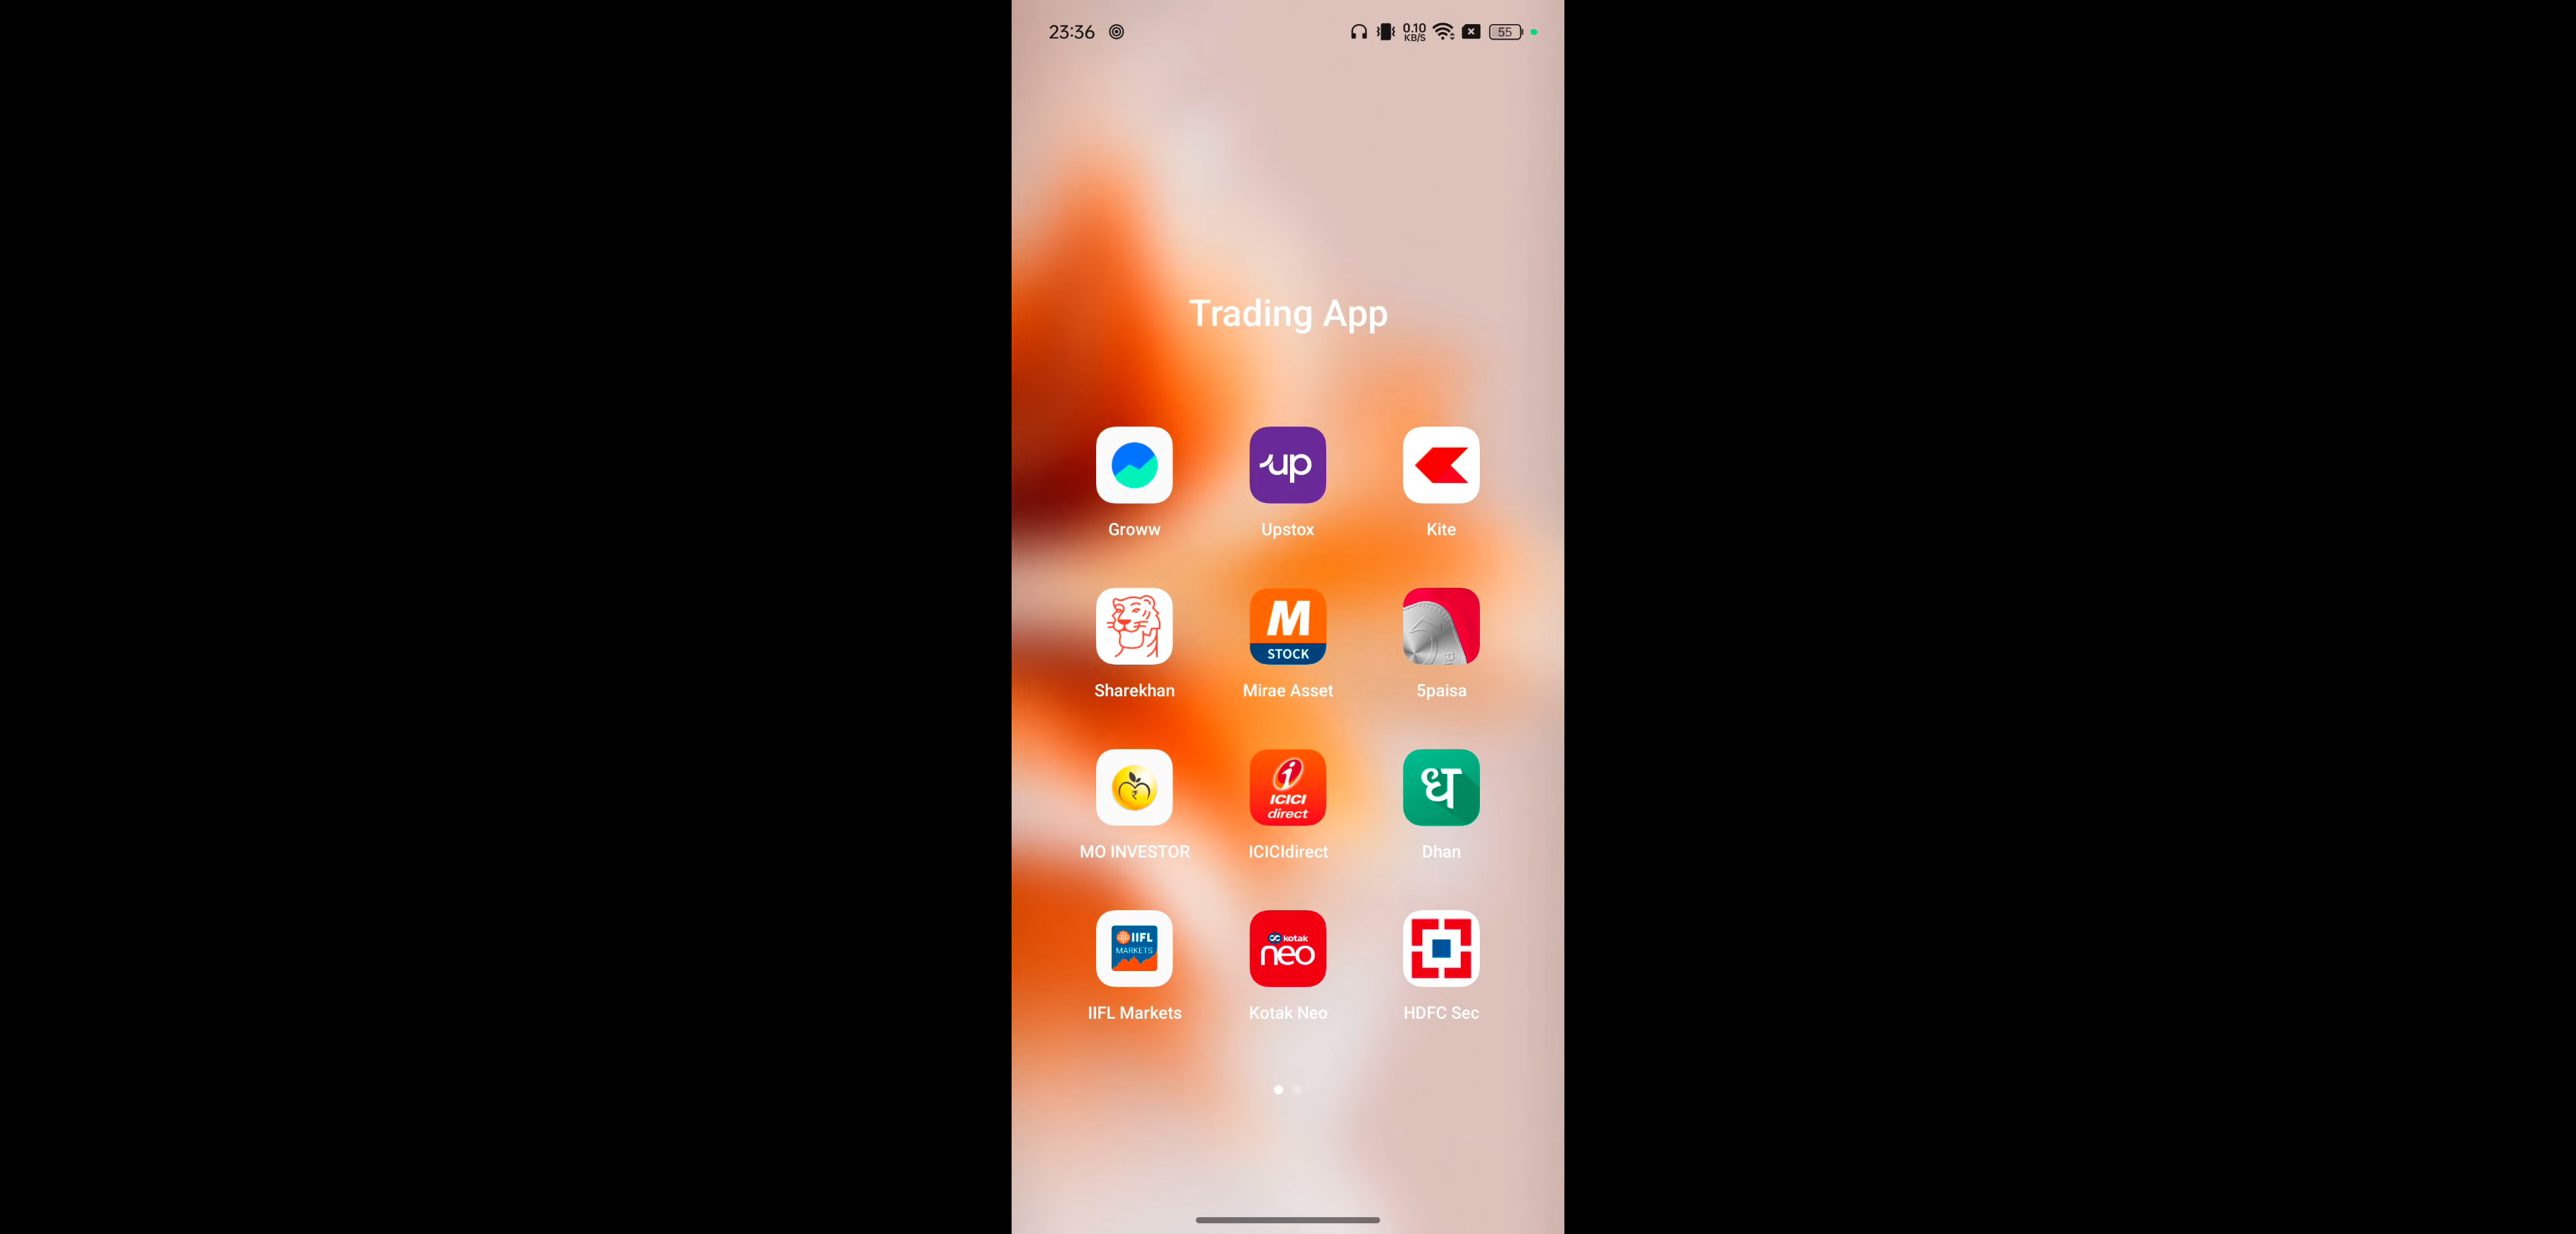 23:36 0.10 KB/S 55
Trading App
up
Groww Upstox Kite
M
STOCK
Sharekhan Mirae Asset 5paisa
₹ i
ICICI
direct
ध
MO INVESTOR ICICIdirect Dhan
IIFL
MARKETS
kotak
neo
IIFL Markets Kotak Neo HDFC Sec